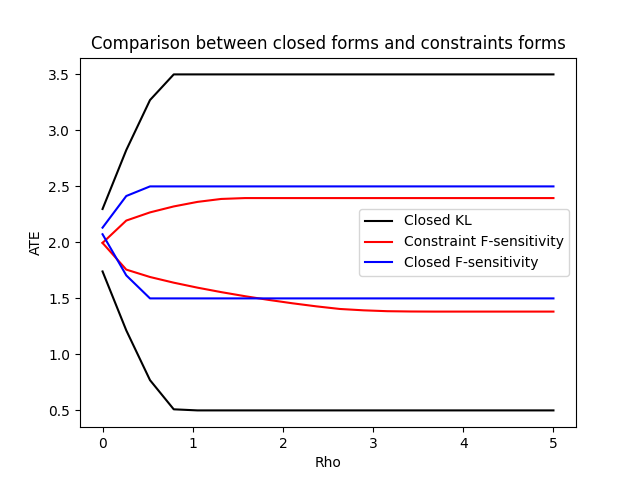 Comparison between closed forms and constraints forms
3.5
3.0
2.5
2.0
1.5
1.0
0.5
ATE
Closed KL
Constraint F-sensitivity
Closed F-sensitivity
0 1 2 3 4 5
Rho